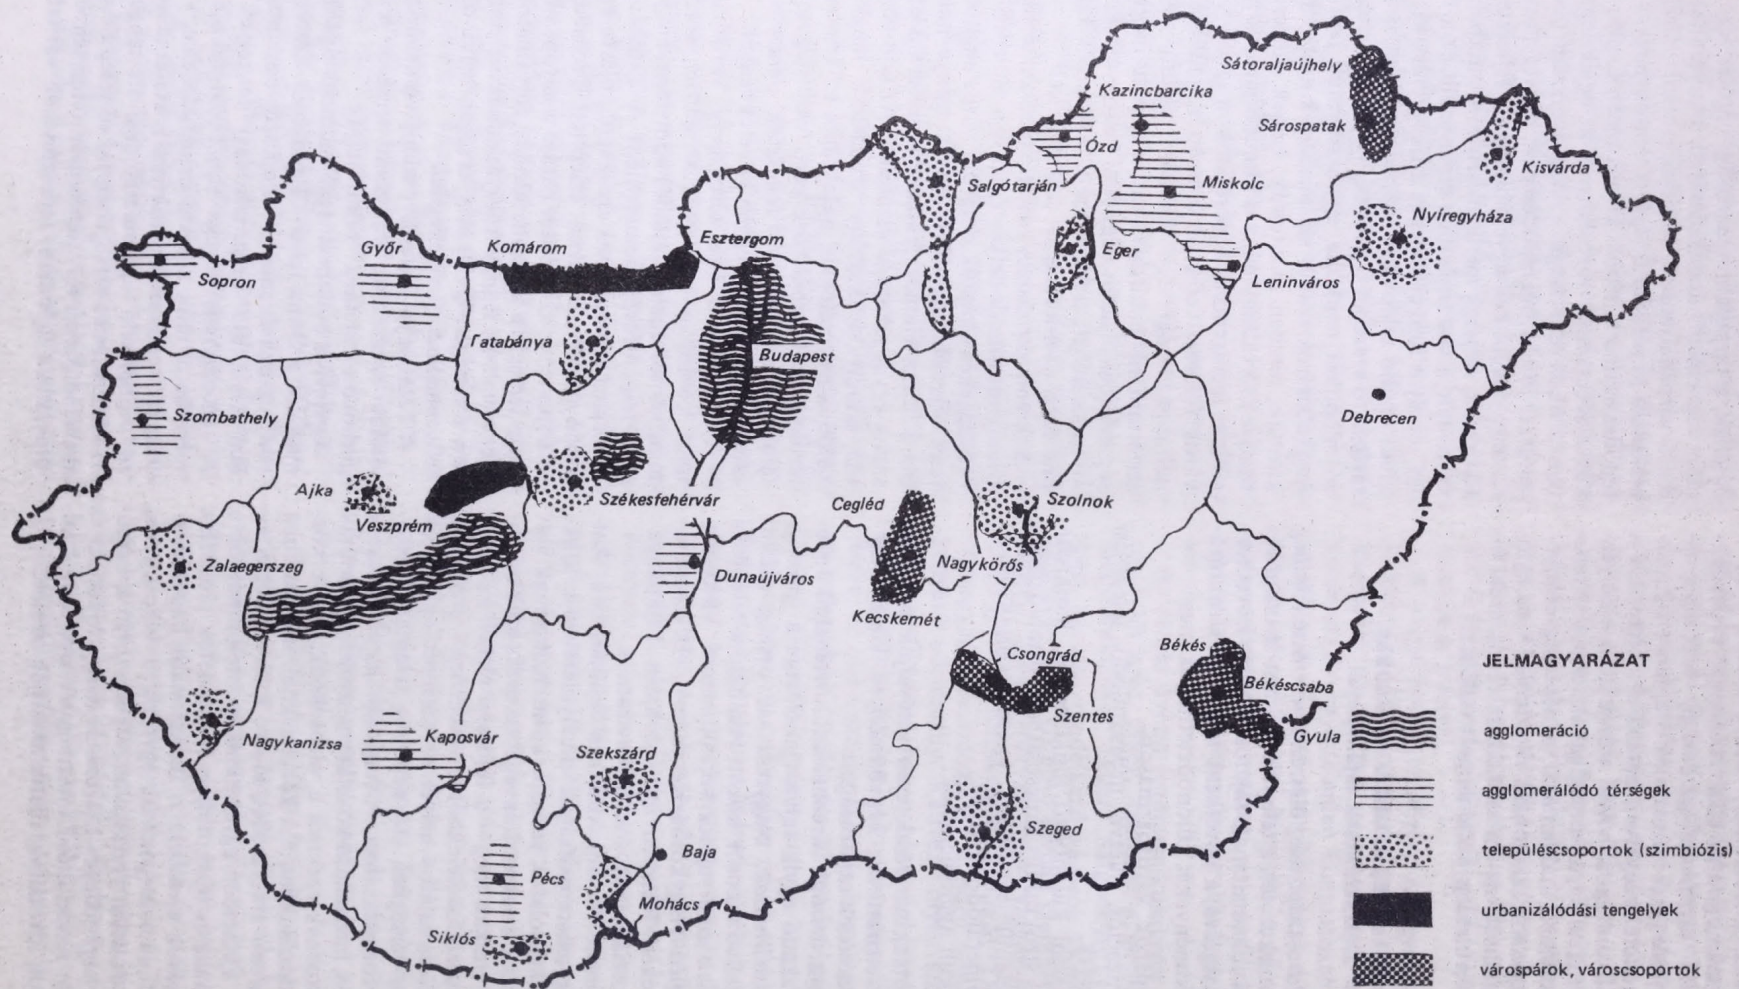 Sátoraljaújhely
Kazincbarcika
Sárospatak
Ózd
Kisvárda
Salgótarján
Miskolc
Nyíregyháza
Esztergom
Győr
Komárom
Eger
Sopron
Leninváros
Tatabánya
Budapest
Szombathely
Debrecen
Ajka
Székesfehérvár
Cegléd
Szolnok
Veszprém
Zalaegerszeg
Nagykőrös
Dunaújváros
Kecskemét
Békés
Csongrád
JELMAGYARÁZAT
Békéscsaba
Szentes
Gyula
agglomeráció
Nagykanizsa
Kaposvár
Szekszárd
agglomerálódó térségek
Szeged
településcsoportok (szimbiózis)
Baja
Pécs
Mohács
urbanizálódási tengelyek
Siklós
várospárok, városcsoportok